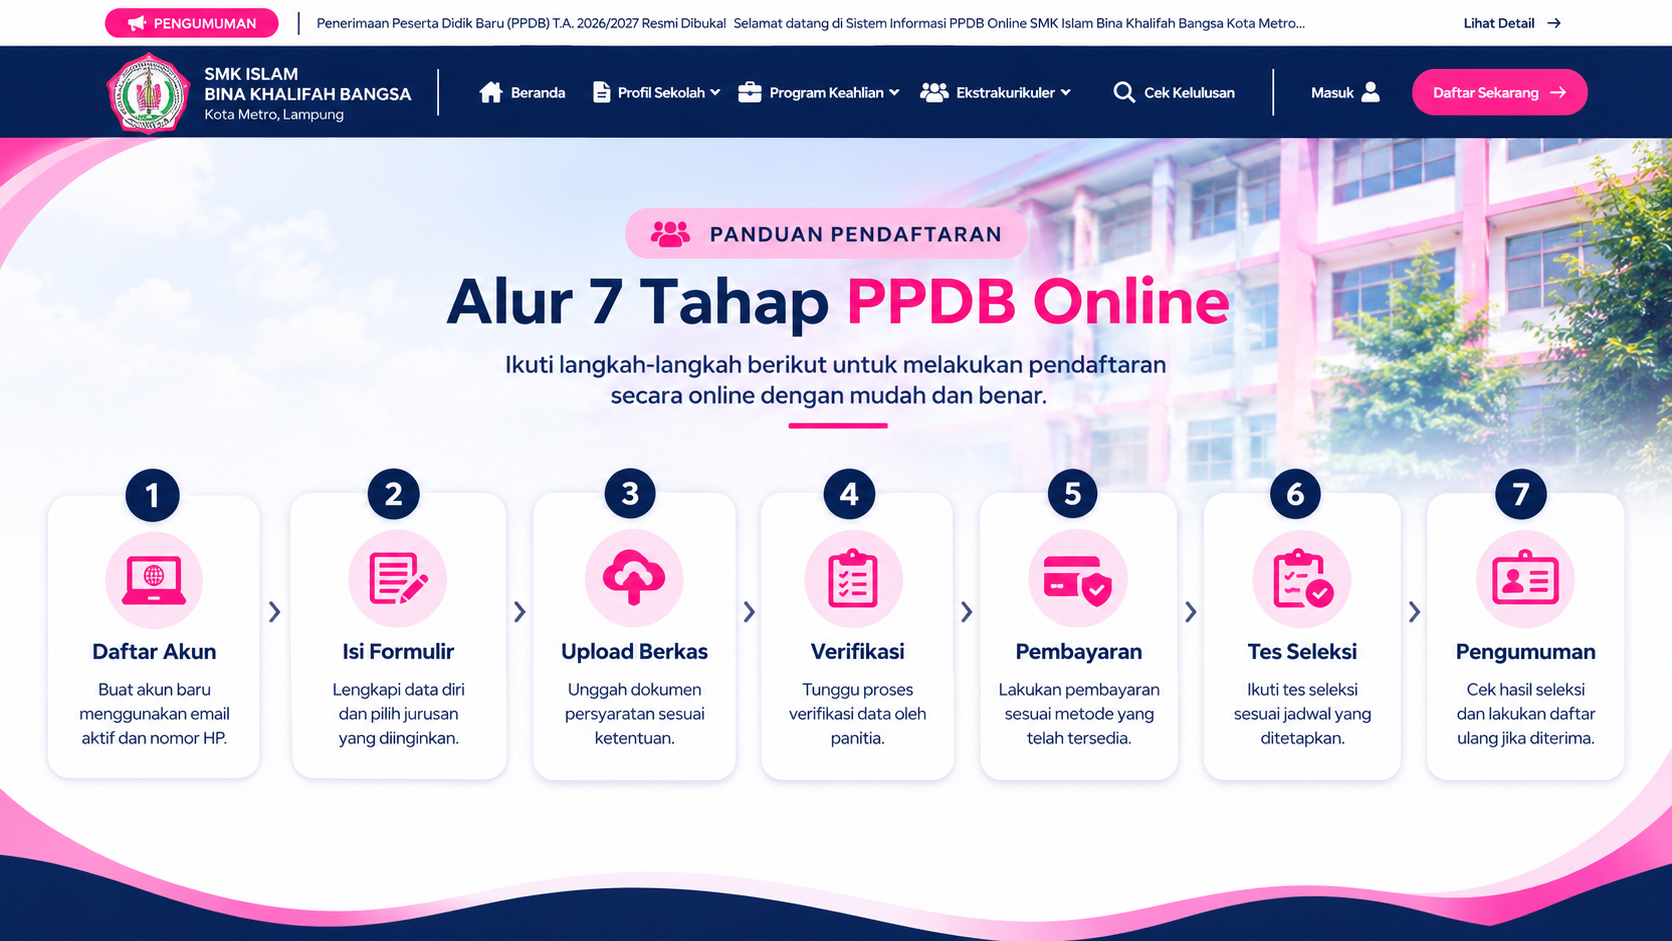 PENGUMUMAN
Penerimaan Peserta Didik Baru (PPDB) T.A. 2026/2027 Resmi Dibuka! Selamat datang di Sistem Informasi PPDB Online SMK Islam Bina Khalifah Bangsa Kota Metro...
Lihat Detail
SMK ISLAM
BINA KHALIFAH BANGSA
Kota Metro, Lampung
Beranda
Profil Sekolah
Program Keahlian
Ekstrakurikuler
Cek Kelulusan
Masuk
Daftar Sekarang
PANDUAN PENDAFTARAN
Alur 7 Tahap PPDB Online
Ikuti langkah-langkah berikut untuk melakukan pendaftaran
secara online dengan mudah dan benar.
1
Daftar Akun
Buat akun baru
menggunakan email
aktif dan nomor HP.
2
Isi Formulir
Lengkapi data diri
dan pilih jurusan
yang diinginkan.
3
Upload Berkas
Unggah dokumen
persyaratan sesuai
ketentuan.
4
Verifikasi
Tunggu proses
verifikasi data oleh
panitia.
5
Pembayaran
Lakukan pembayaran
sesuai metode yang
telah tersedia.
6
Tes Seleksi
Ikuti tes seleksi
sesuai jadwal yang
ditetapkan.
7
Pengumuman
Cek hasil seleksi
dan lakukan daftar
ulang jika diterima.